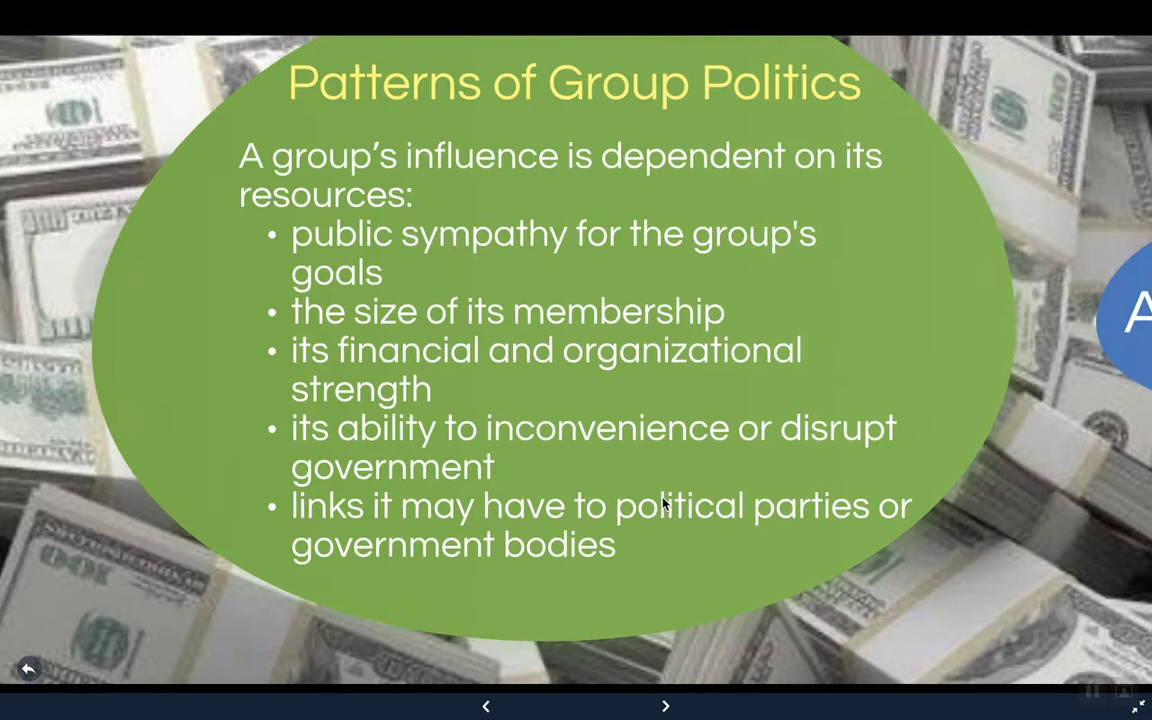 Patterns of Group Politics
A group’s influence is dependent on its
resources:
• public sympathy for the group's
goals
• the size of its membership
• its financial and organizational
strength
• its ability to inconvenience or disrupt
government
• links it may have to political parties or
government bodies
A